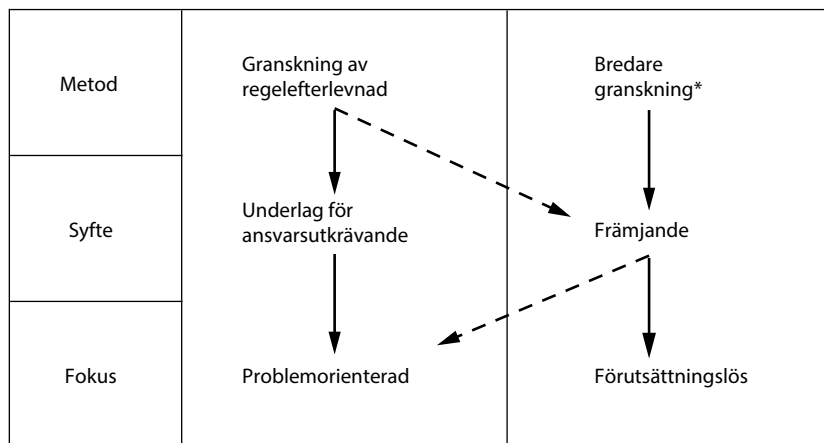 Metod
Granskning av
regelefterlevnad
Bredare
granskning*
Syfte
Underlag för
ansvarsutkrävande
Främjande
Fokus
Problemorienterad
Förutsättningslös